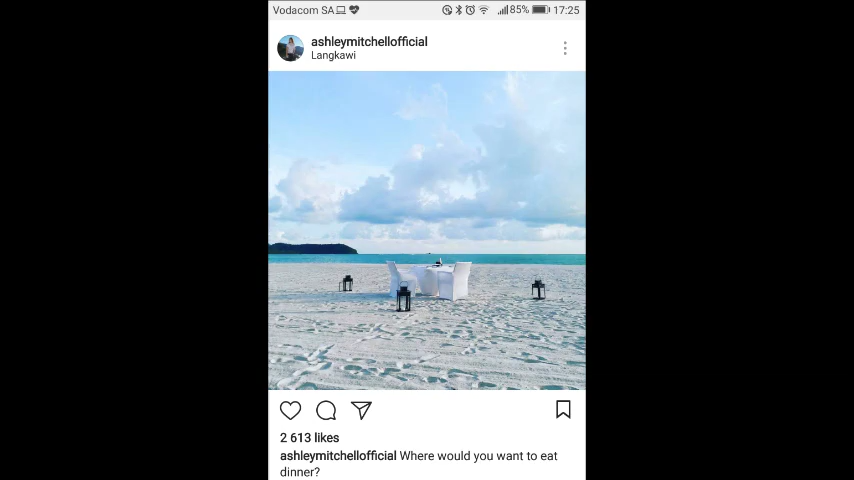 Vodacom SA 85% 17:25
ashleymitchellofficial
Langkawi
2 613 likes
ashleymitchellofficial Where would you want to eat
dinner?